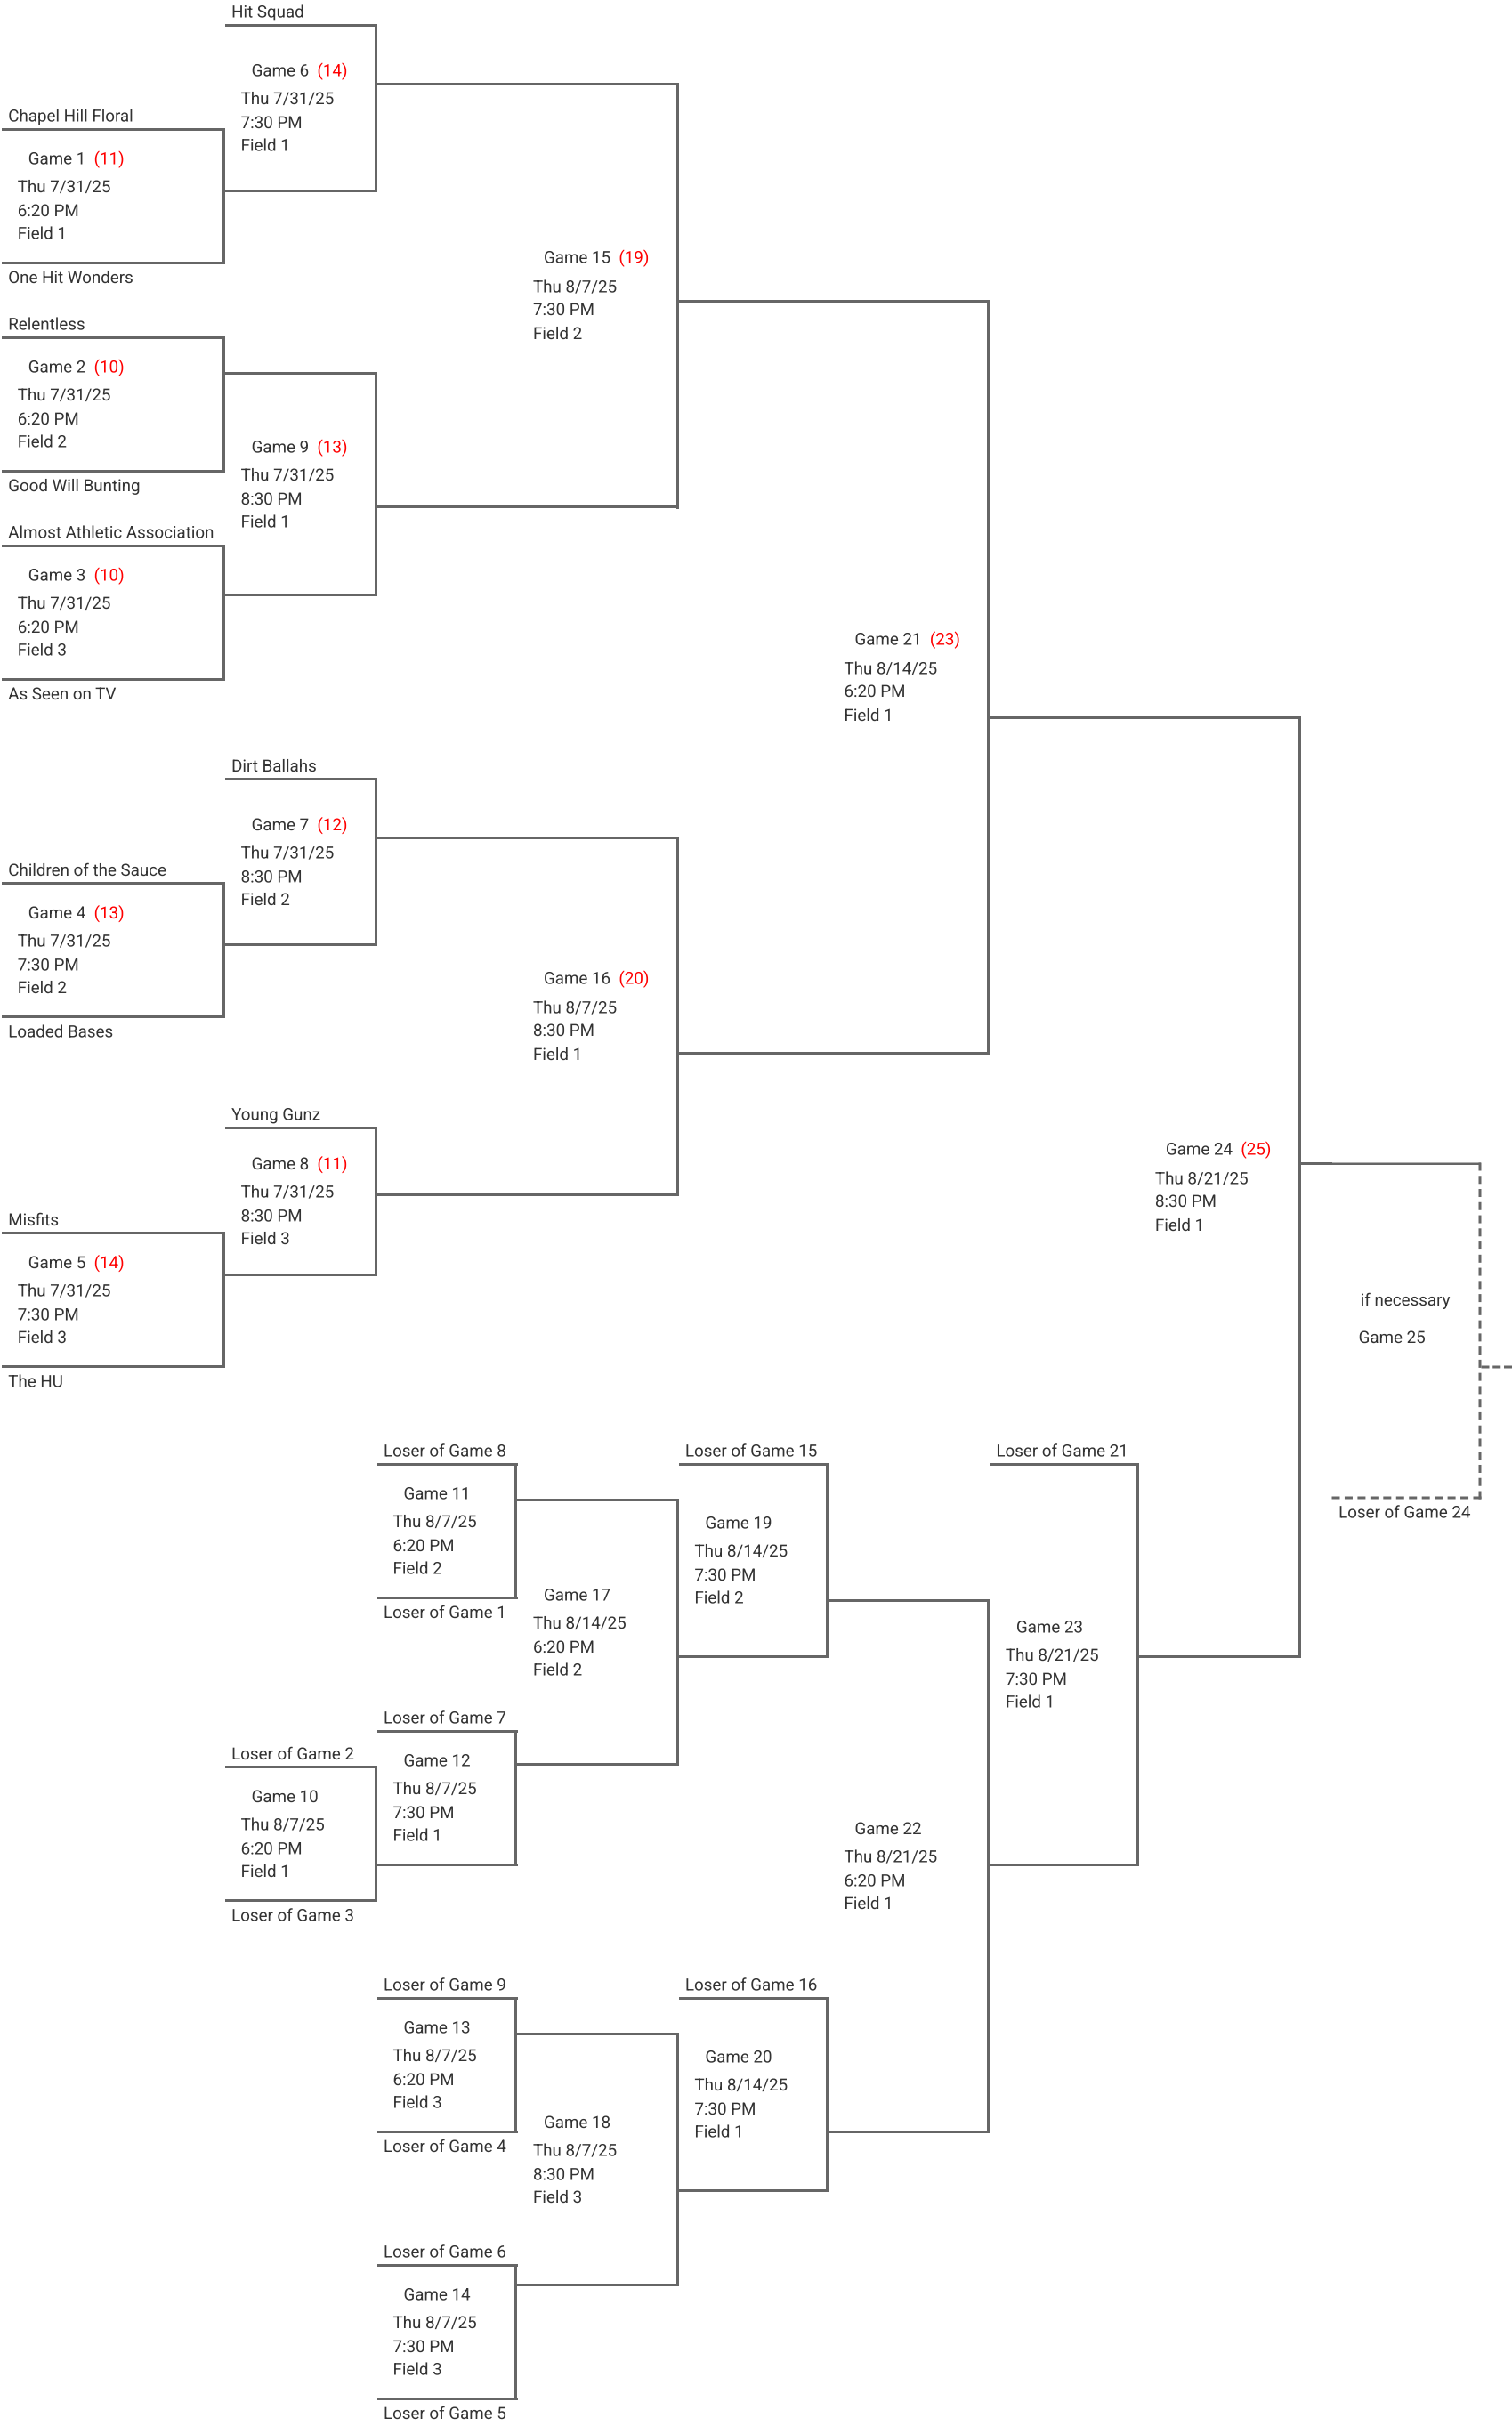 Hit Squad
Game 6 (14)
Thu 7/31/25
7:30 PM
Field 1
Chapel Hill Floral
Game 1 (11)
Thu 7/31/25
6:20 PM
Field 1
One Hit Wonders
Game 15 (19)
Thu 8/7/25
7:30 PM
Field 2
Relentless
Game 2 (10)
Thu 7/31/25
6:20 PM
Field 2
Good Will Bunting
Game 9 (13)
Thu 7/31/25
8:30 PM
Field 1
Almost Athletic Association
Game 3 (10)
Thu 7/31/25
6:20 PM
Field 3
As Seen on TV
Game 21 (23)
Thu 8/14/25
6:20 PM
Field 1
Dirt Ballahs
Game 7 (12)
Thu 7/31/25
8:30 PM
Field 2
Children of the Sauce
Game 4 (13)
Thu 7/31/25
7:30 PM
Field 2
Loaded Bases
Game 16 (20)
Thu 8/7/25
8:30 PM
Field 1
Young Gunz
Game 8 (11)
Thu 7/31/25
8:30 PM
Field 3
Misfits
Game 5 (14)
Thu 7/31/25
7:30 PM
Field 3
The HU
Game 24 (25)
Thu 8/21/25
8:30 PM
Field 1
if necessary
Game 25
Loser of Game 24
Loser of Game 8
Game 11
Thu 8/7/25
6:20 PM
Field 2
Loser of Game 1
Loser of Game 15
Game 19
Thu 8/14/25
7:30 PM
Field 2
Loser of Game 21
Game 17
Thu 8/14/25
6:20 PM
Field 2
Game 23
Thu 8/21/25
7:30 PM
Field 1
Loser of Game 7
Game 12
Thu 8/7/25
7:30 PM
Field 1
Loser of Game 2
Game 10
Thu 8/7/25
6:20 PM
Field 1
Loser of Game 3
Game 22
Thu 8/21/25
6:20 PM
Field 1
Loser of Game 9
Game 13
Thu 8/7/25
6:20 PM
Field 3
Loser of Game 4
Loser of Game 16
Game 20
Thu 8/14/25
7:30 PM
Field 1
Game 18
Thu 8/7/25
8:30 PM
Field 3
Loser of Game 6
Game 14
Thu 8/7/25
7:30 PM
Field 3
Loser of Game 5